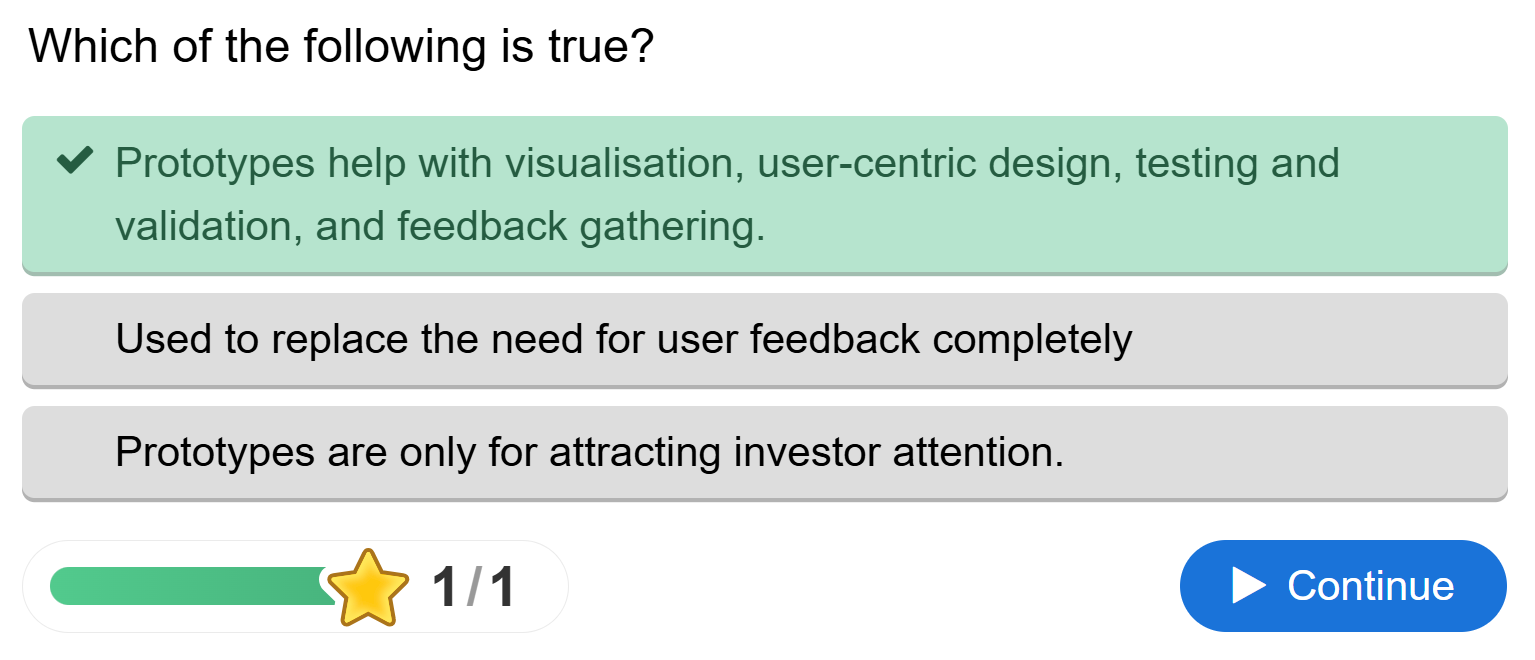 Which of the following is true?
Prototypes help with visualisation, user-centric design, testing and
validation, and feedback gathering.
Used to replace the need for user feedback completely
Prototypes are only for attracting investor attention.
1/1
Continue